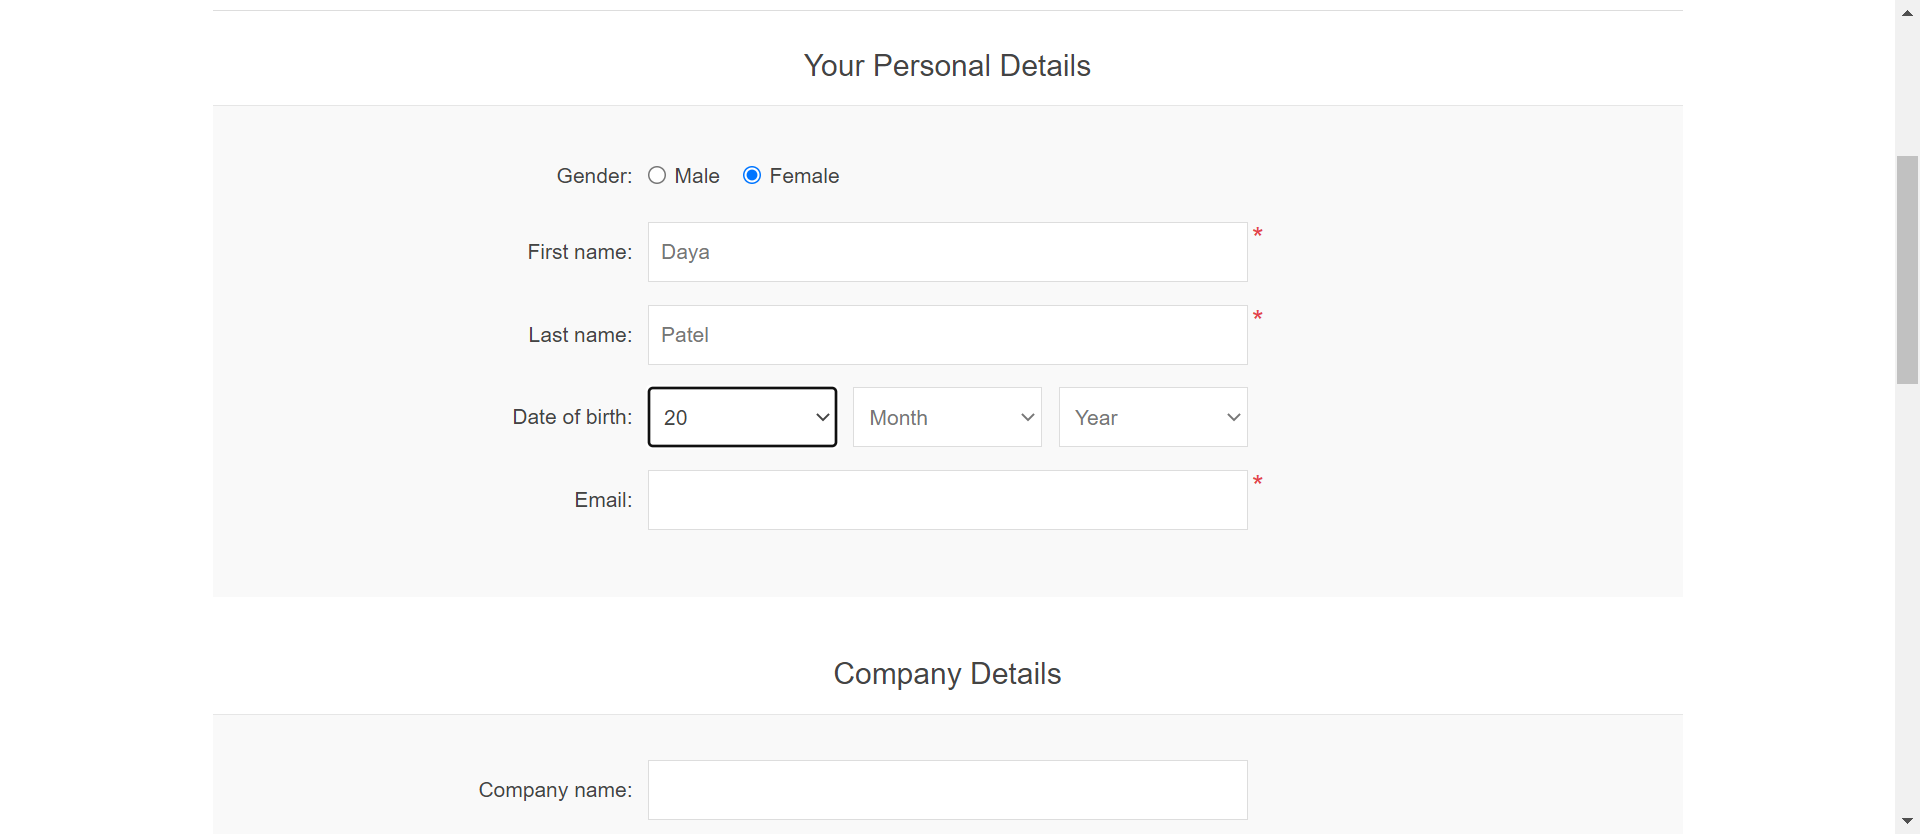 Your Personal Details
Gender: Male Female
First name: Daya *
Last name: Patel *
Date of birth: 20 Month Year
Email: *
Company Details
Company name: